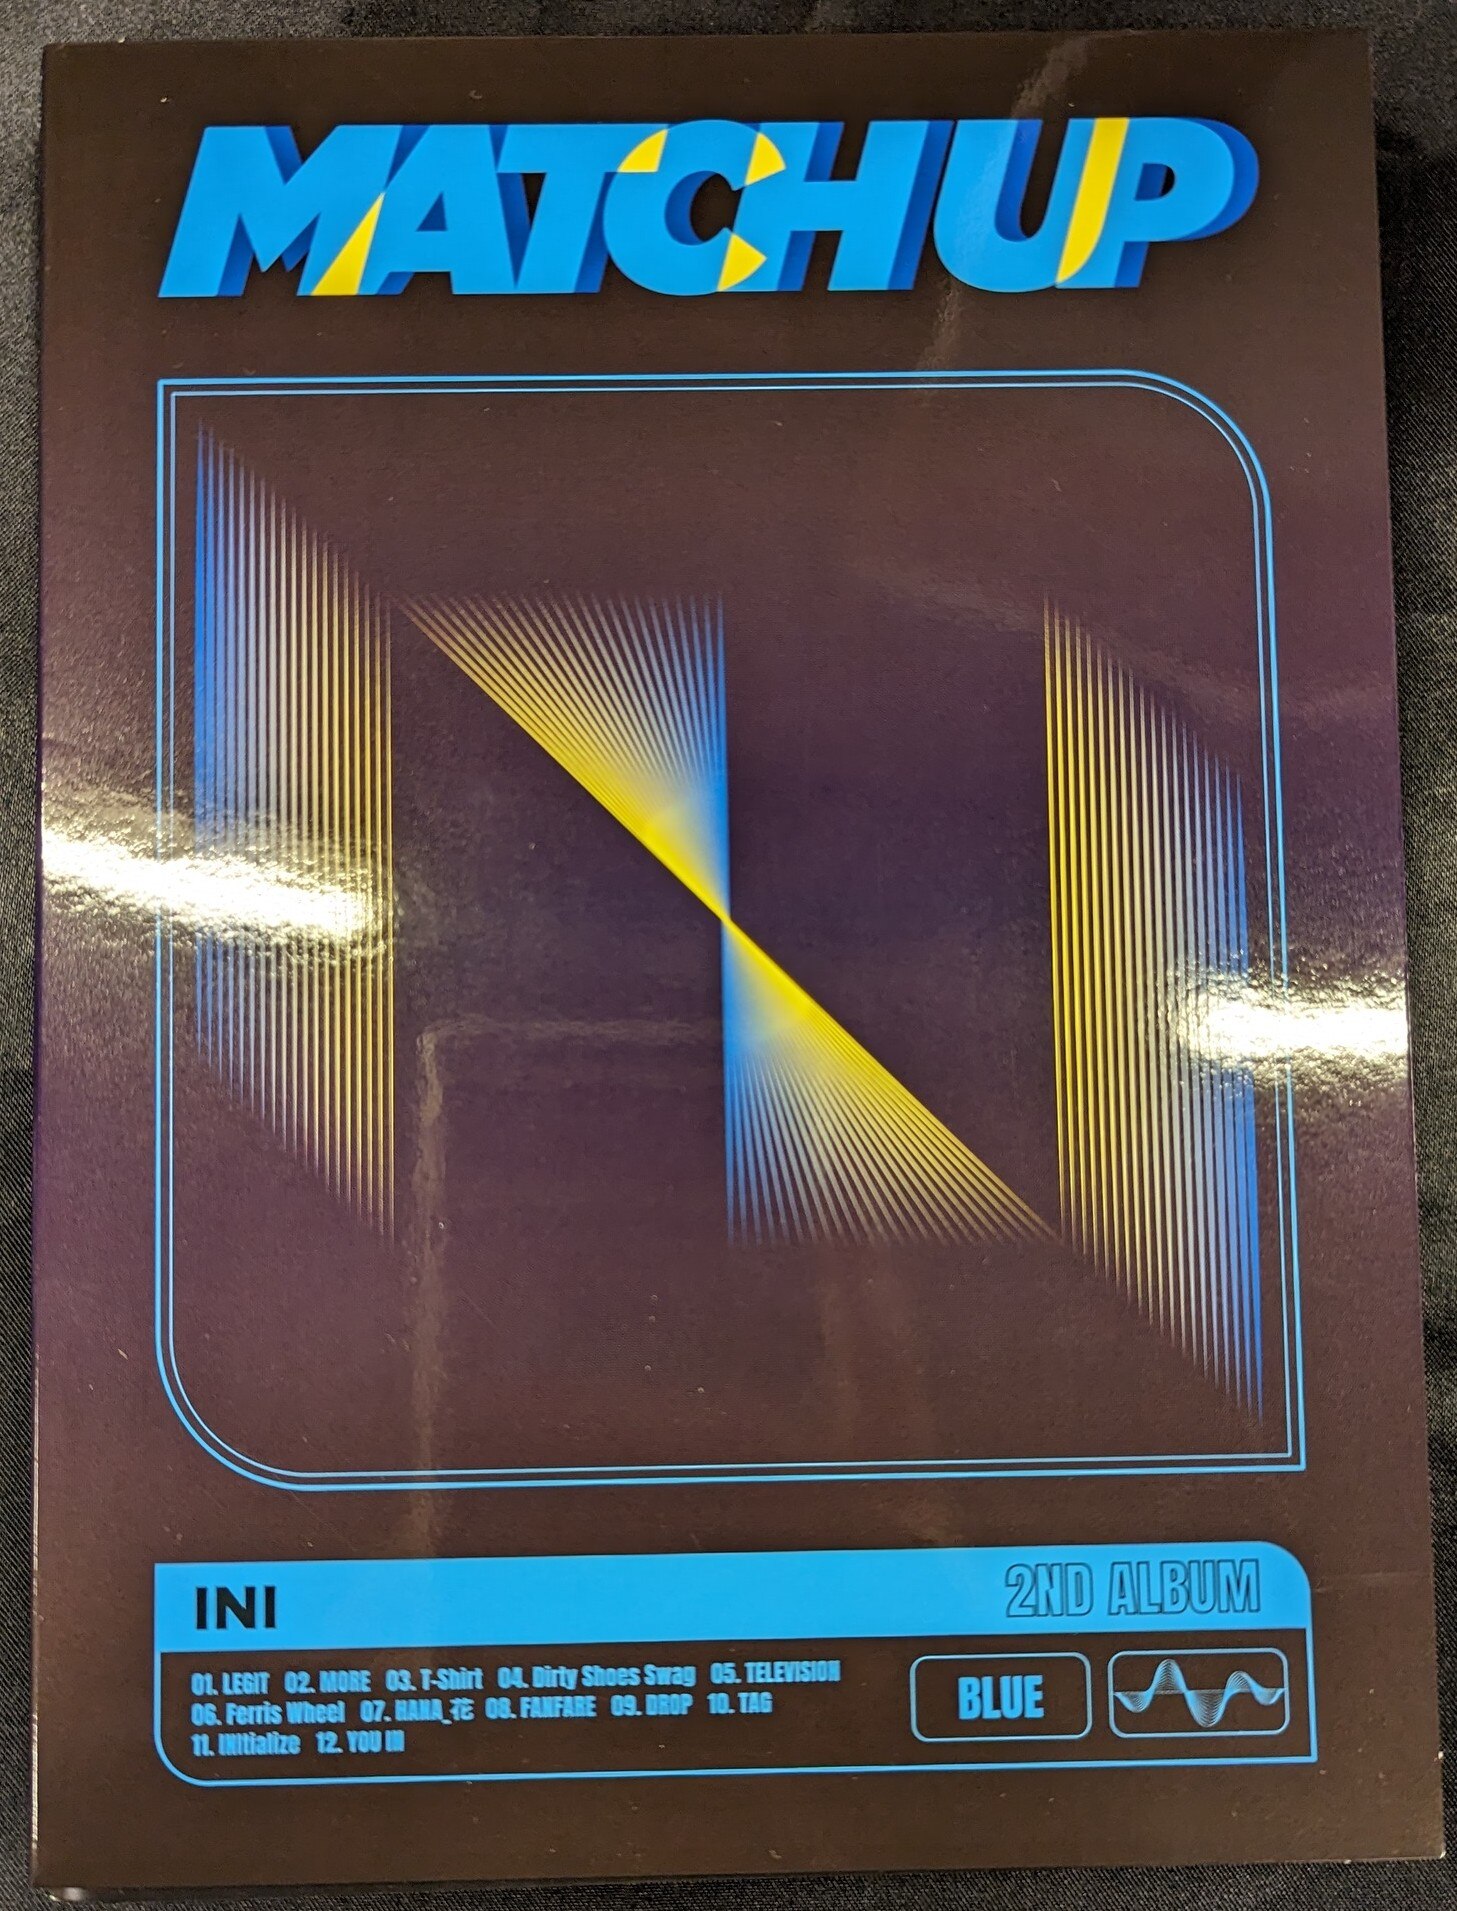 MATCHUP
INI
2ND ALBUM
01. LEGIT 02. MORE 03. T-Shirt 04. Dirty Shoes Swag 05. TELEVISION
06. Ferris Wheel 07. HANA_花 08. FANFARE 09. DROP 10. TAG
11. INItialize 12. YOU IN
BLUE